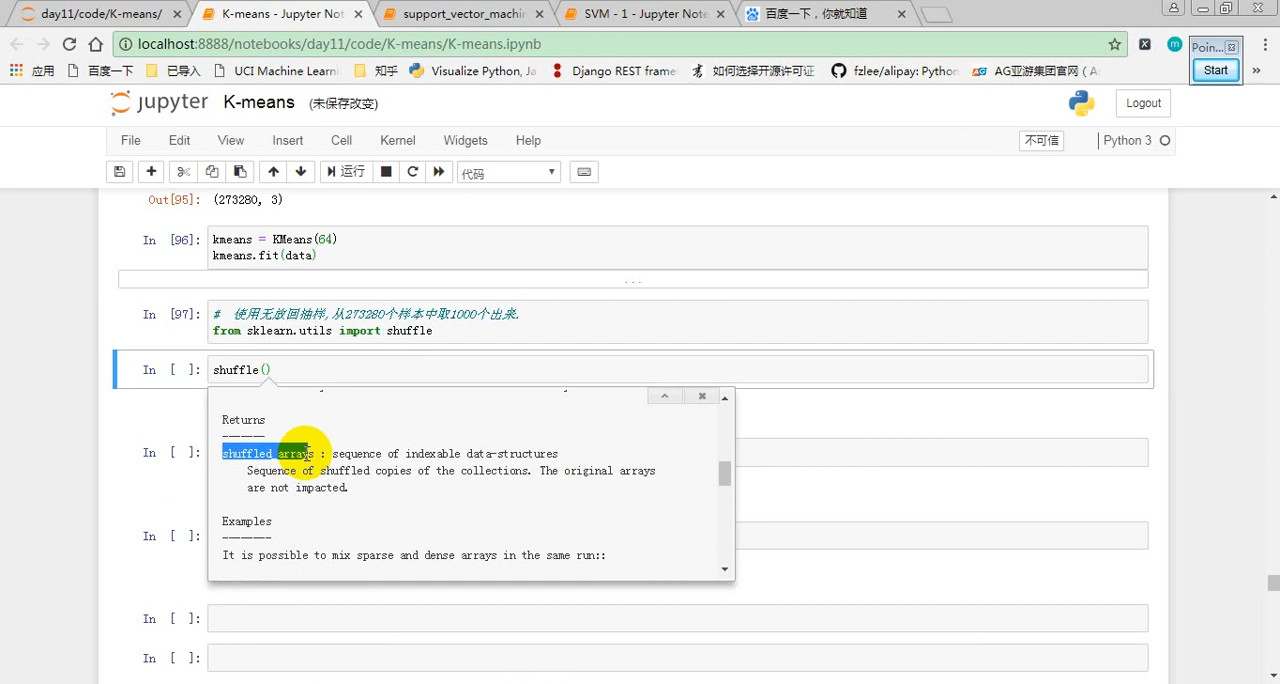 day11/code/K-means/
K-means - Jupyter Not
support_vector_machin
SVM - 1 - Jupyter Note
百度一下，你就知道
localhost:8888/notebooks/day11/code/K-means/K-means.ipynb
Poin...
Start
应用
百度一下
已导入
UCI Machine Learni
知乎
Visualize Python, Ja
Django REST frame
如何选择开源许可证
fzlee/alipay: Python
AG亚游集团官网（A
»
jupyter
K-means
(未保存改变)
Logout
File
Edit
View
Insert
Cell
Kernel
Widgets
Help
不可信
Python 3
运行
代码
Out[95]: (273280, 3)
In [96]: kmeans = KMeans(64)
kmeans.fit(data)
...
In [97]: # 使用无放回抽样,从273280个样本中取1000个出来.
from sklearn.utils import shuffle
In [ ]: shuffle()
Returns
-------
shuffled_arrays : sequence of indexable data-structures
Sequence of shuffled copies of the collections. The original arrays
are not impacted.
Examples
--------
It is possible to mix sparse and dense arrays in the same run::
In [ ]:
In [ ]:
In [ ]:
In [ ]: